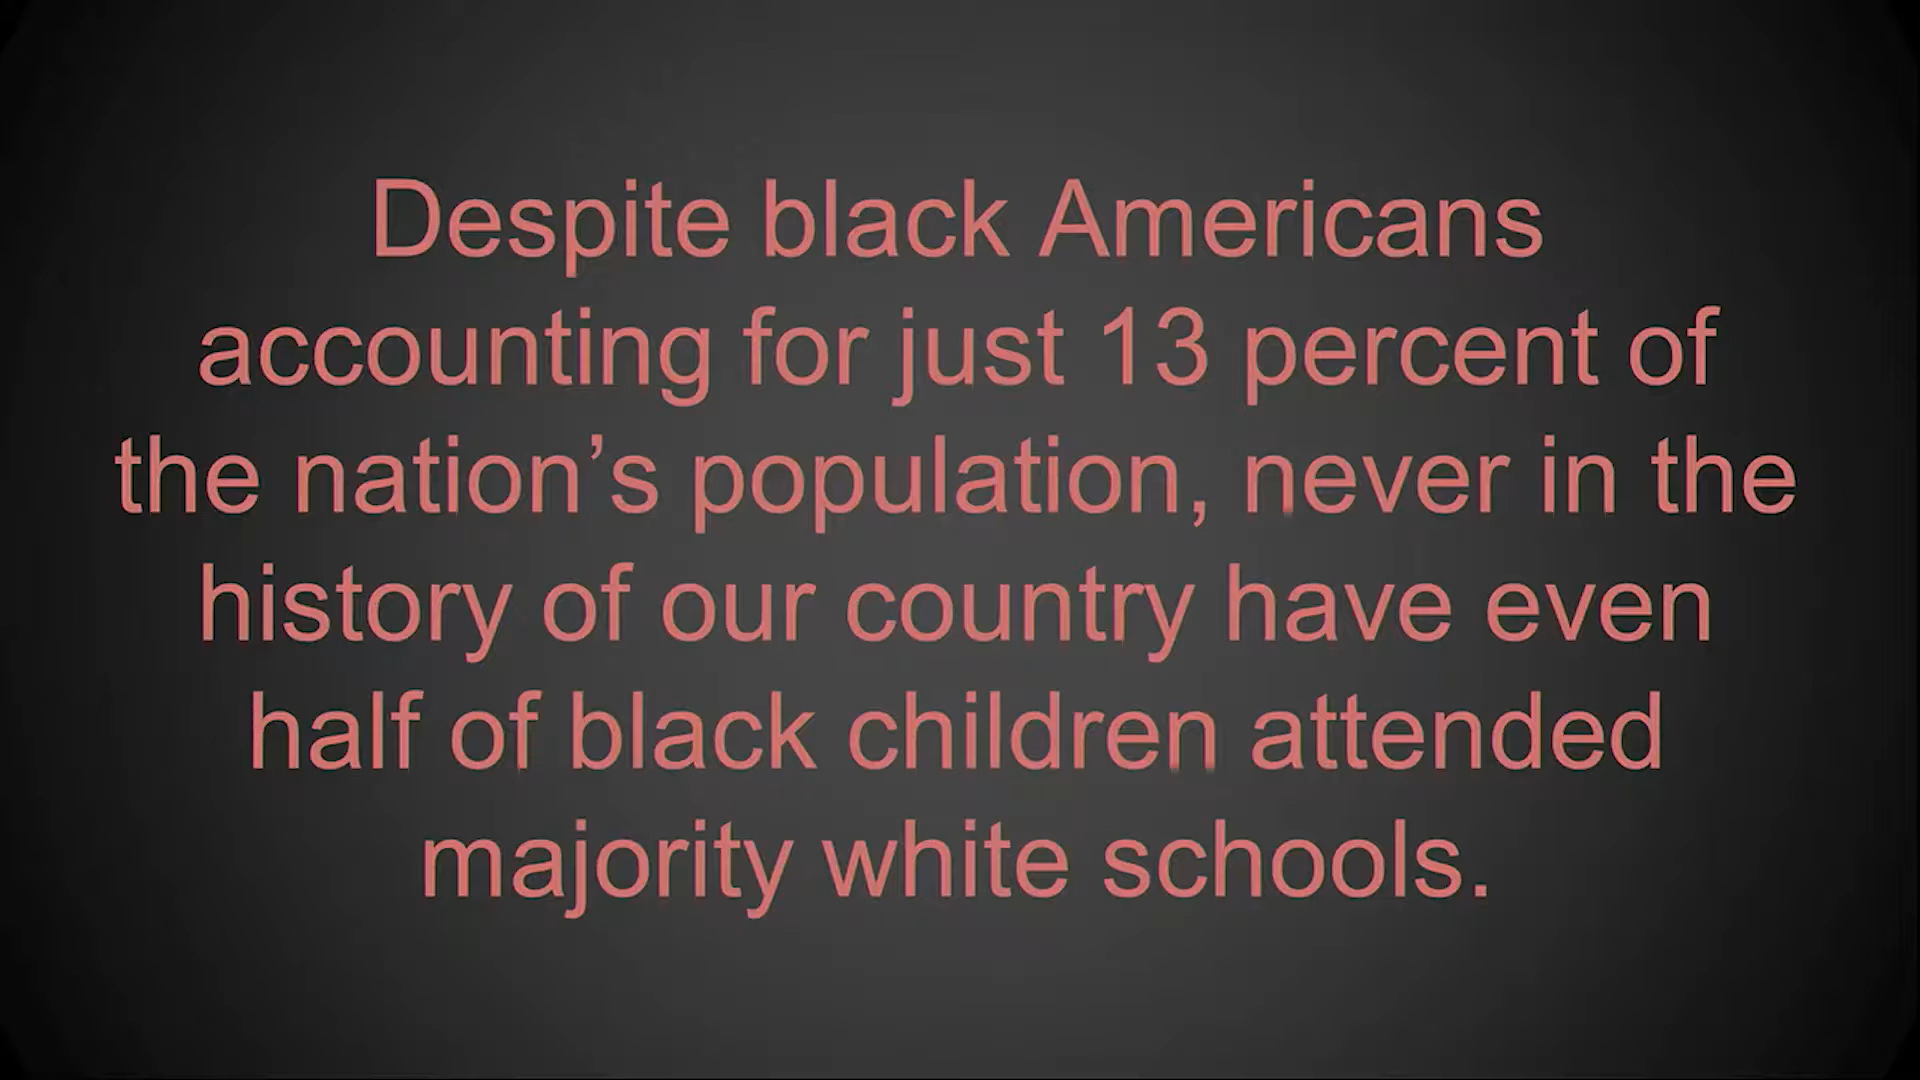 Despite black Americans
accounting for just 13 percent of
the nation’s population, never in the
history of our country have even
half of black children attended
majority white schools.